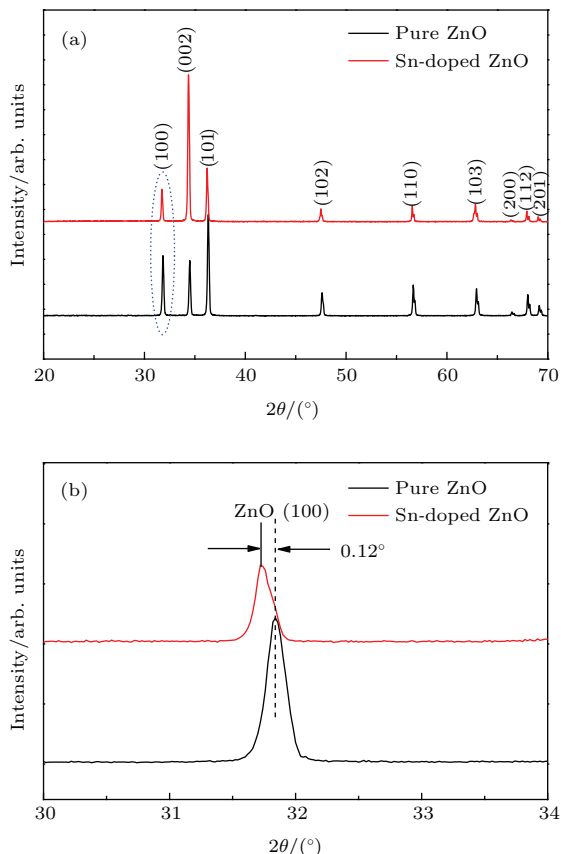 (a)
Pure ZnO
Sn-doped ZnO
(100)
(002)
(101)
(102)
(110)
(103)
(200)
(112)
(201)
Intensity/arb. units
20 30 40 50 60 70
2θ/(°)
(b)
Pure ZnO
Sn-doped ZnO
ZnO (100)
0.12°
Intensity/arb. units
30 31 32 33 34
2θ/(°)